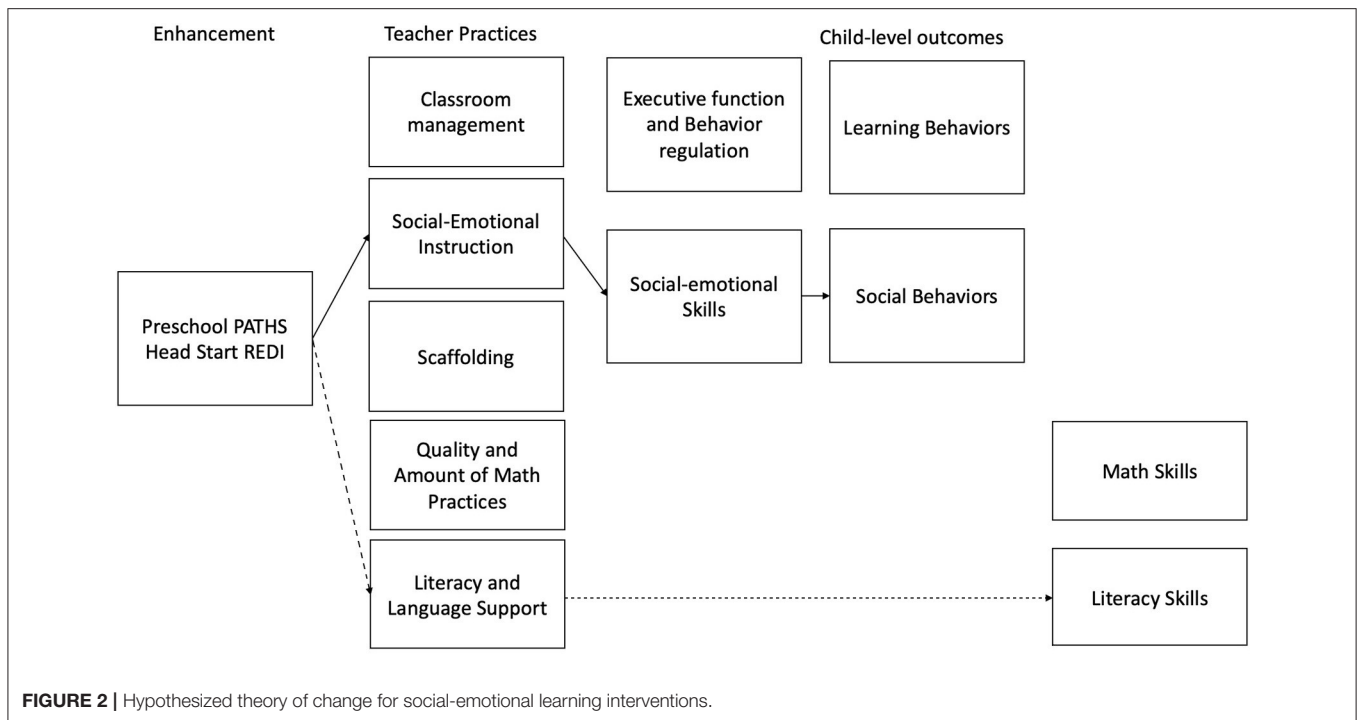 Enhancement
Teacher Practices
Child-level outcomes
Classroom
management
Executive function
and Behavior
regulation
Learning Behaviors
Social-Emotional
Instruction
Preschool PATHS
Head Start REDI
Social-emotional
Skills
Social Behaviors
Scaffolding
Quality and
Amount of Math
Practices
Math Skills
Literacy and
Language Support
Literacy Skills
FIGURE 2 | Hypothesized theory of change for social-emotional learning interventions.